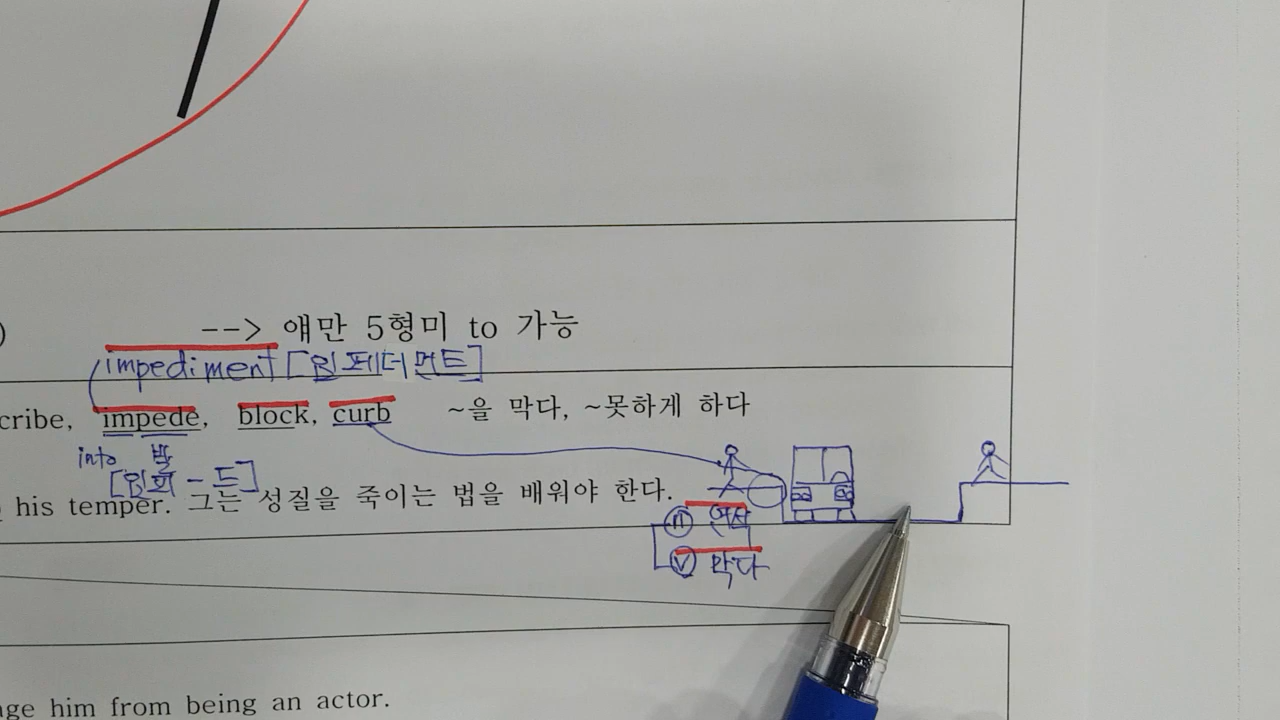 ) --> 얘만 5형미 to 가능
impediment [임페더먼트]
cribe, impede, block, curb ~을 막다, ~못하게 하다
into 발
[임피-드]
his temper. 그는 성질을 죽이는 법을 배워야 한다.
ⓝ 연석
ⓥ 막다
age him from being an actor.